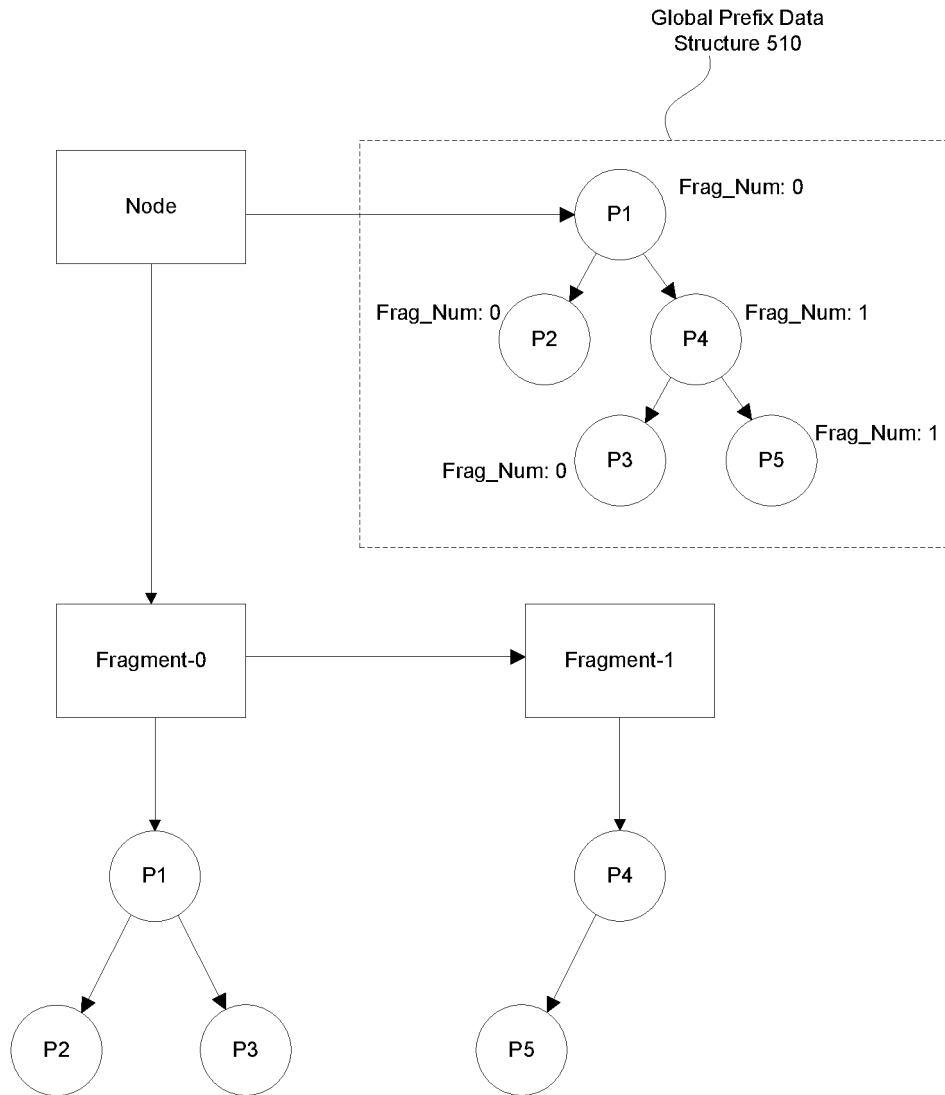 Global Prefix Data
Structure 510
Node
P1
Frag_Num: 0
Frag_Num: 0
P2
P4
Frag_Num: 1
Frag_Num: 0
P3
P5
Frag_Num: 1
Fragment-0
Fragment-1
P1
P4
P2
P3
P5